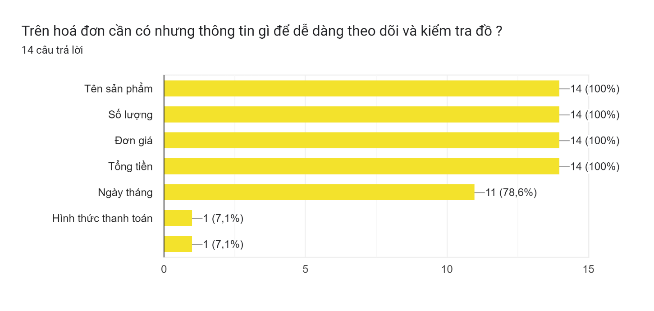 Trên hoá đơn cần có nhưng thông tin gì để dễ dàng theo dõi và kiểm tra đồ ?
14 câu trả lời
Tên sản phẩm
14 (100%)
Số lượng
14 (100%)
Đơn giá
14 (100%)
Tổng tiền
14 (100%)
Ngày tháng
11 (78,6%)
Hình thức thanh toán
1 (7,1%)
1 (7,1%)
0 5 10 15